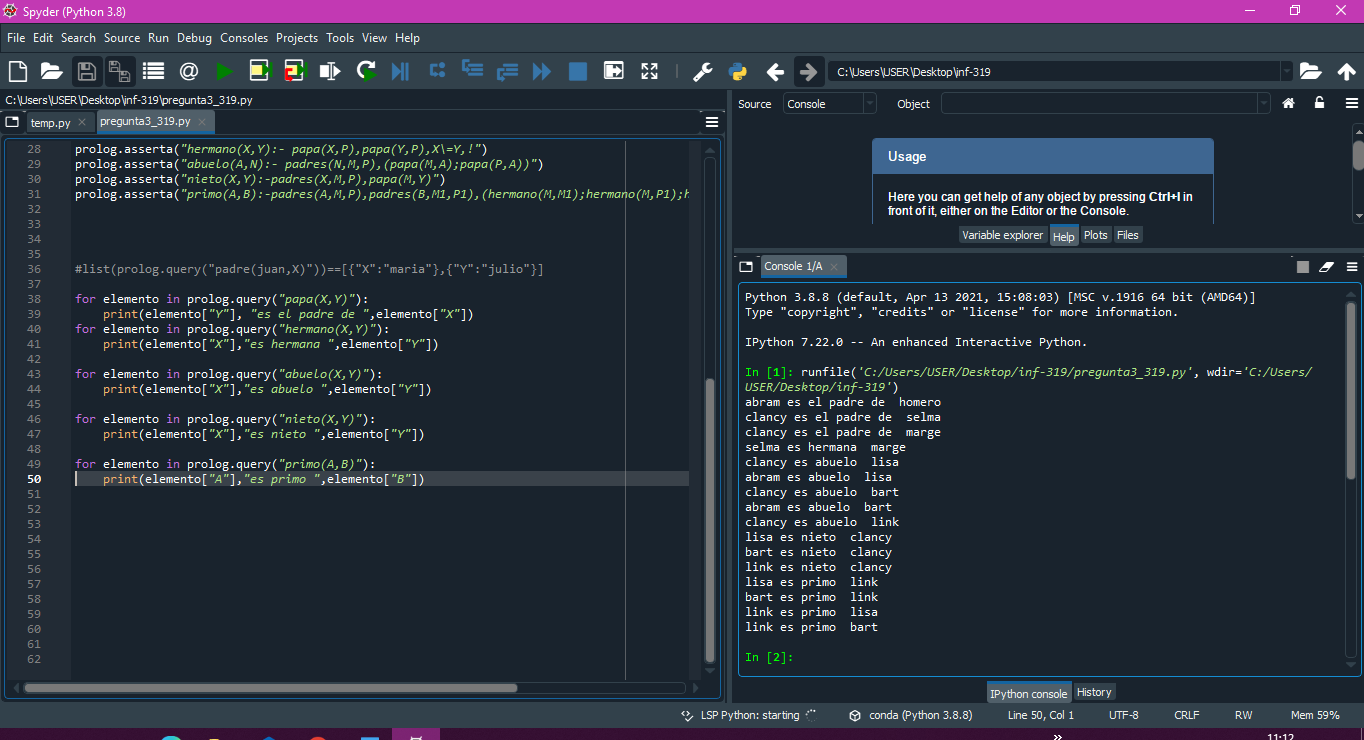 Spyder (Python 3.8)
File Edit Search Source Run Debug Consoles Projects Tools View Help
C:\Users\USER\Desktop\inf-319
C:\Users\USER\Desktop\inf-319\pregunta3_319.py
temp.py
pregunta3_319.py
28 prolog.asserta("hermano(X,Y):- papa(X,P),papa(Y,P),X\=Y,!")
29 prolog.asserta("abuelo(A,N):- padres(N,M,P),(papa(M,A);papa(P,A))")
30 prolog.asserta("nieto(X,Y):-padres(X,M,P),papa(M,Y)")
31 prolog.asserta("primo(A,B):-padres(A,M,P),padres(B,M1,P1),(hermano(M,M1);hermano(M,P1);h
32
33
34
35
36 #list(prolog.query("padre(juan,X)"))==[{"X":"maria"},{"Y":"julio"}]
37
38 for elemento in prolog.query("papa(X,Y)"):
39 print(elemento["Y"], "es el padre de ",elemento["X"])
40 for elemento in prolog.query("hermano(X,Y)"):
41 print(elemento["X"],"es hermana ",elemento["Y"])
42
43 for elemento in prolog.query("abuelo(X,Y)"):
44 print(elemento["X"],"es abuelo ",elemento["Y"])
45
46 for elemento in prolog.query("nieto(X,Y)"):
47 print(elemento["X"],"es nieto ",elemento["Y"])
48
49 for elemento in prolog.query("primo(A,B)"):
50 print(elemento["A"],"es primo ",elemento["B"])
51
52
53
54
55
56
57
58
59
60
61
62
Source Console Object
Usage
Here you can get help of any object by pressing Ctrl+I in
front of it, either on the Editor or the Console.
Variable explorer Help Plots Files
Console 1/A
Python 3.8.8 (default, Apr 13 2021, 15:08:03) [MSC v.1916 64 bit (AMD64)]
Type "copyright", "credits" or "license" for more information.
IPython 7.22.0 -- An enhanced Interactive Python.
In [1]: runfile('C:/Users/USER/Desktop/inf-319/pregunta3_319.py', wdir='C:/Users/
USER/Desktop/inf-319')
abram es el padre de  homero
clancy es el padre de  selma
clancy es el padre de  marge
selma es hermana  marge
clancy es abuelo  lisa
abram es abuelo  lisa
clancy es abuelo  bart
abram es abuelo  bart
clancy es abuelo  link
lisa es nieto  clancy
bart es nieto  clancy
link es nieto  clancy
lisa es primo  link
bart es primo  link
link es primo  lisa
link es primo  bart
In [2]:
IPython console History
LSP Python: starting conda (Python 3.8.8) Line 50, Col 1 UTF-8 CRLF RW Mem 59%
11:12